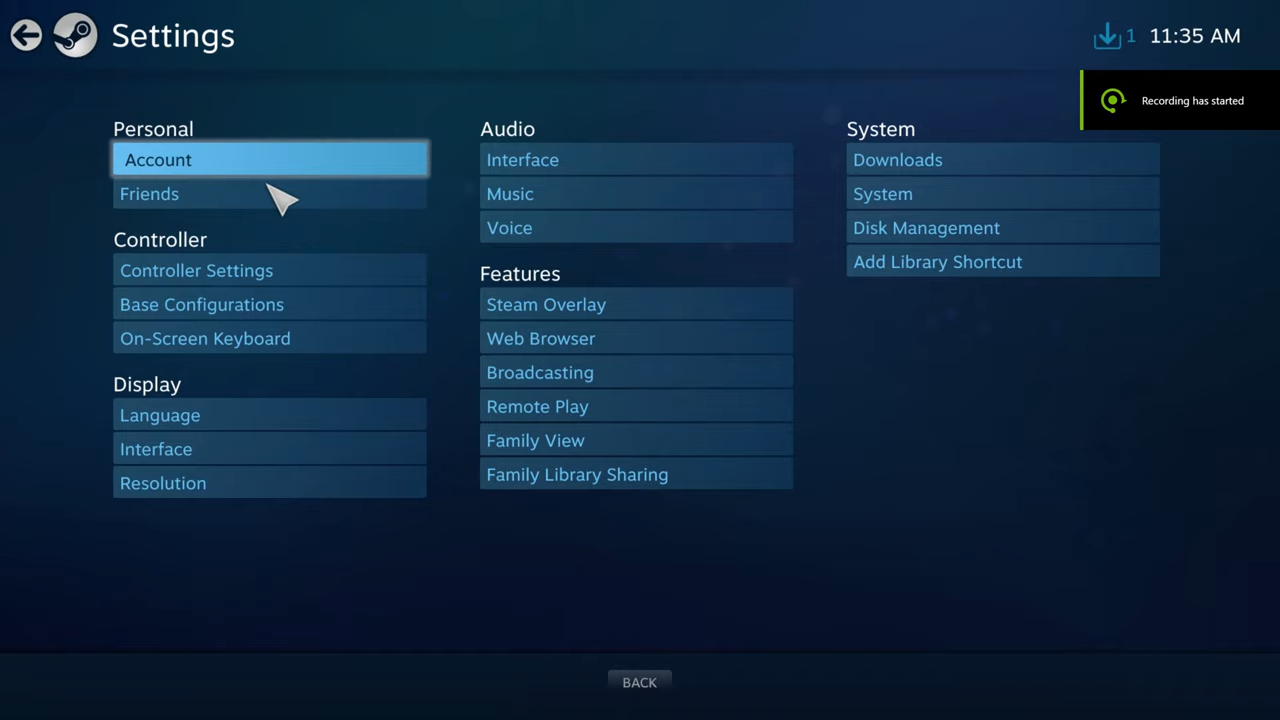 Settings
1 11:35 AM
Recording has started
Personal
Account
Friends
Controller
Controller Settings
Base Configurations
On-Screen Keyboard
Display
Language
Interface
Resolution
Audio
Interface
Music
Voice
Features
Steam Overlay
Web Browser
Broadcasting
Remote Play
Family View
Family Library Sharing
System
Downloads
System
Disk Management
Add Library Shortcut
BACK